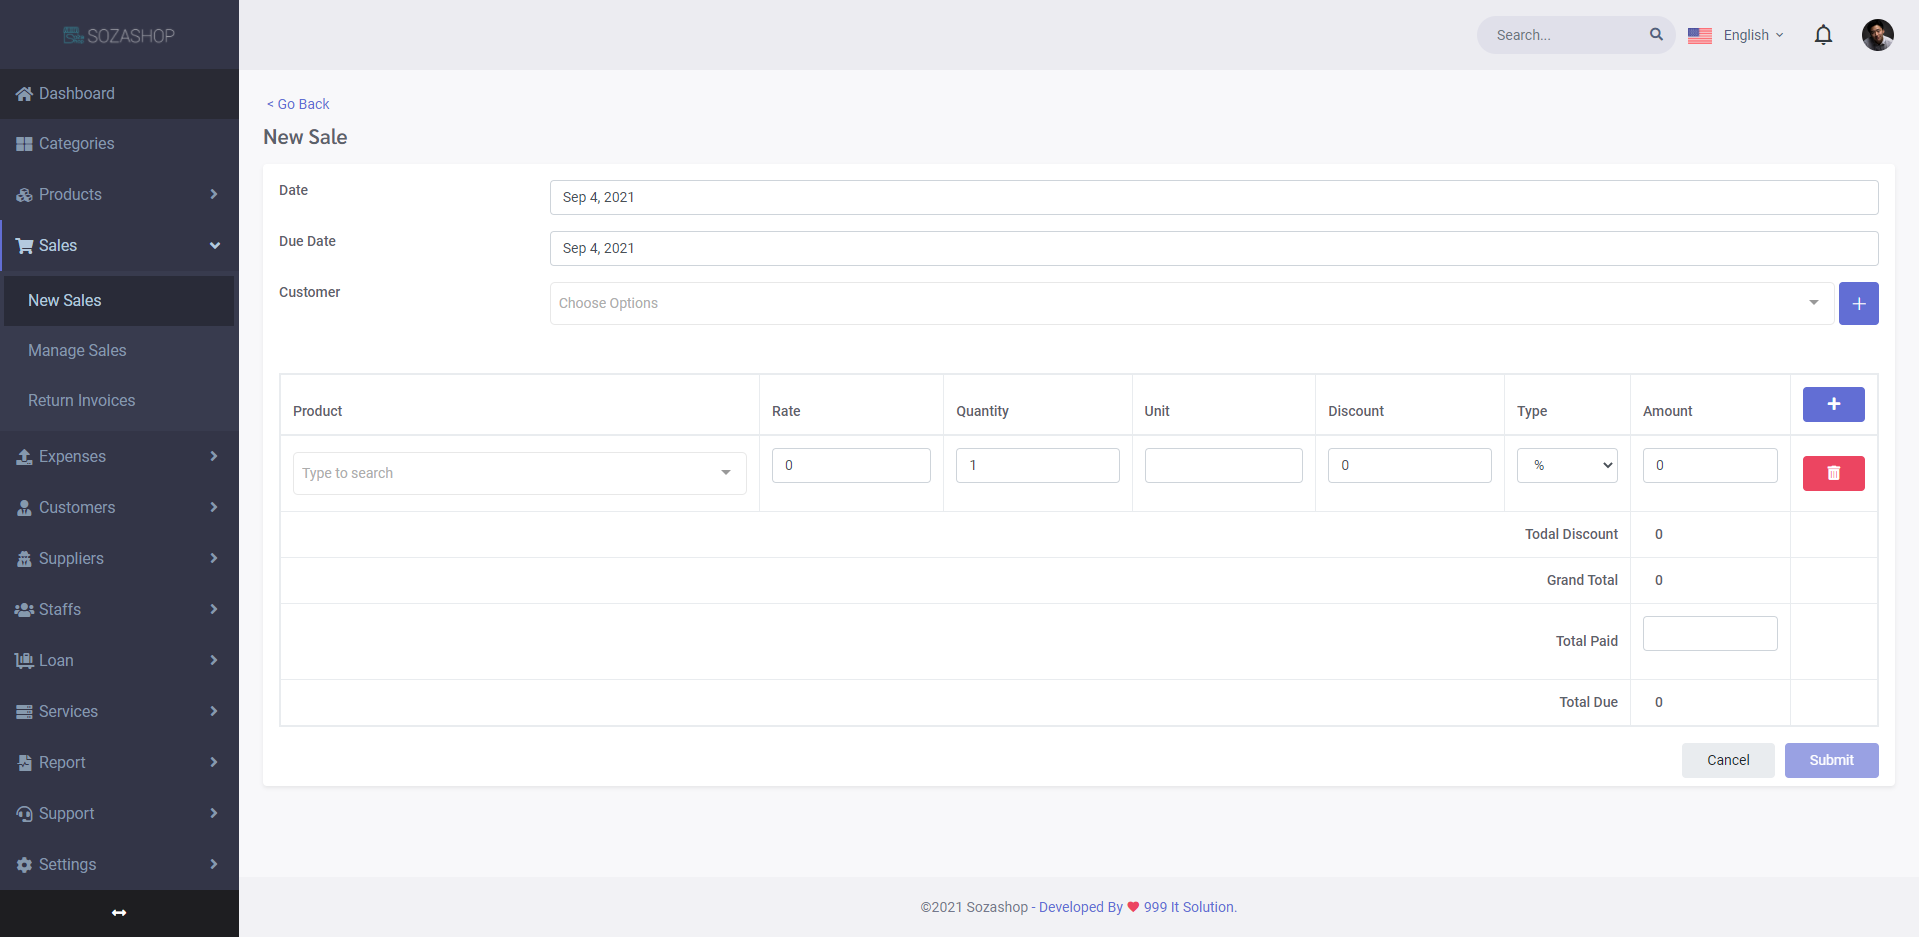 SOZASHOP
Search...
English
Dashboard
Categories
Products
Sales
New Sales
Manage Sales
Return Invoices
Expenses
Customers
Suppliers
Staffs
Loan
Services
Report
Support
Settings
< Go Back
New Sale
Date
Sep 4, 2021
Due Date
Sep 4, 2021
Customer
Choose Options
+
Product Rate Quantity Unit Discount Type Amount +
Type to search 0 1 0 % 0
Todal Discount 0
Grand Total 0
Total Paid
Total Due 0
Cancel Submit
©2021 Sozashop - Developed By ♥ 999 It Solution.